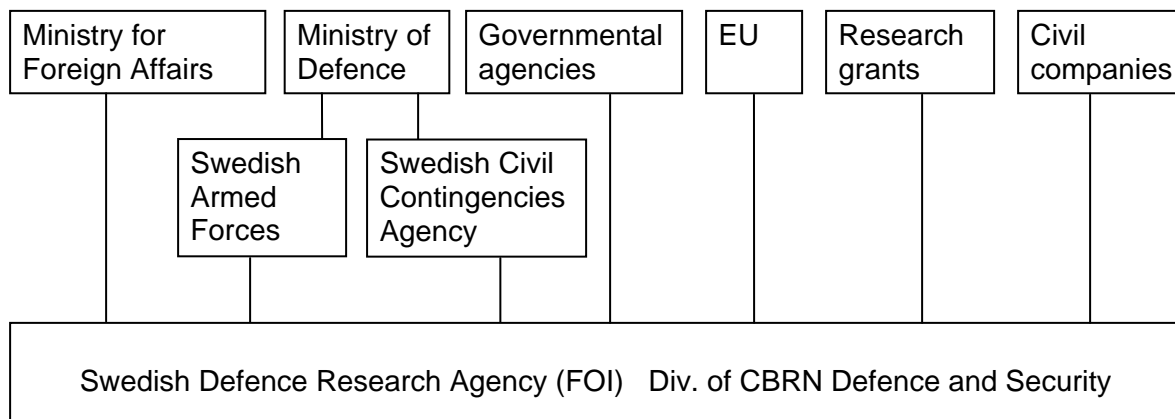 Ministry for
Foreign Affairs
Ministry of
Defence
Governmental
agencies
EU
Research
grants
Civil
companies
Swedish
Armed
Forces
Swedish Civil
Contingencies
Agency
Swedish Defence Research Agency (FOI) Div. of CBRN Defence and Security